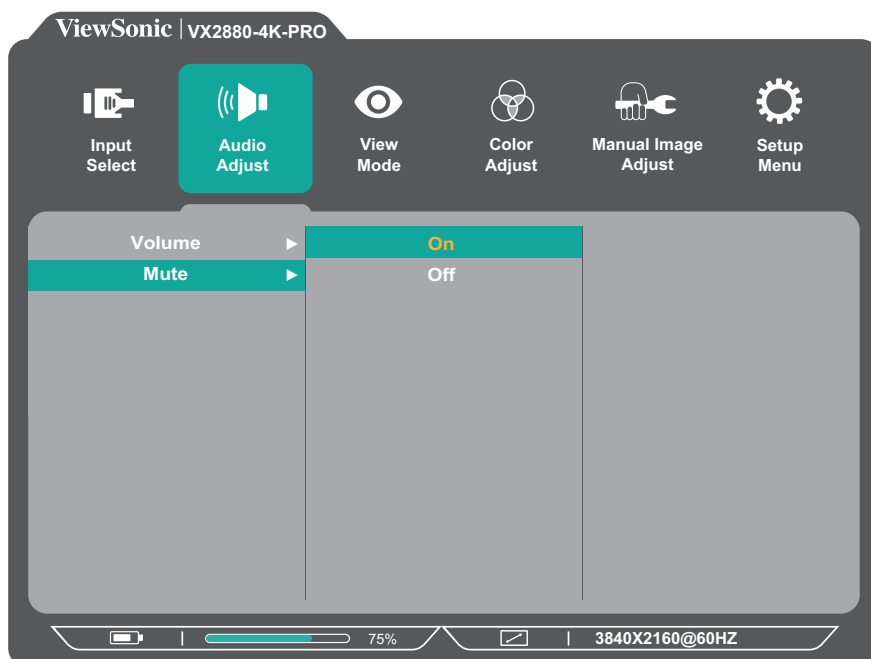 ViewSonic | VX2880-4K-PRO
Input Select
Audio Adjust
View Mode
Color Adjust
Manual Image Adjust
Setup Menu
Volume
On
Mute
Off
75%
3840X2160@60HZ